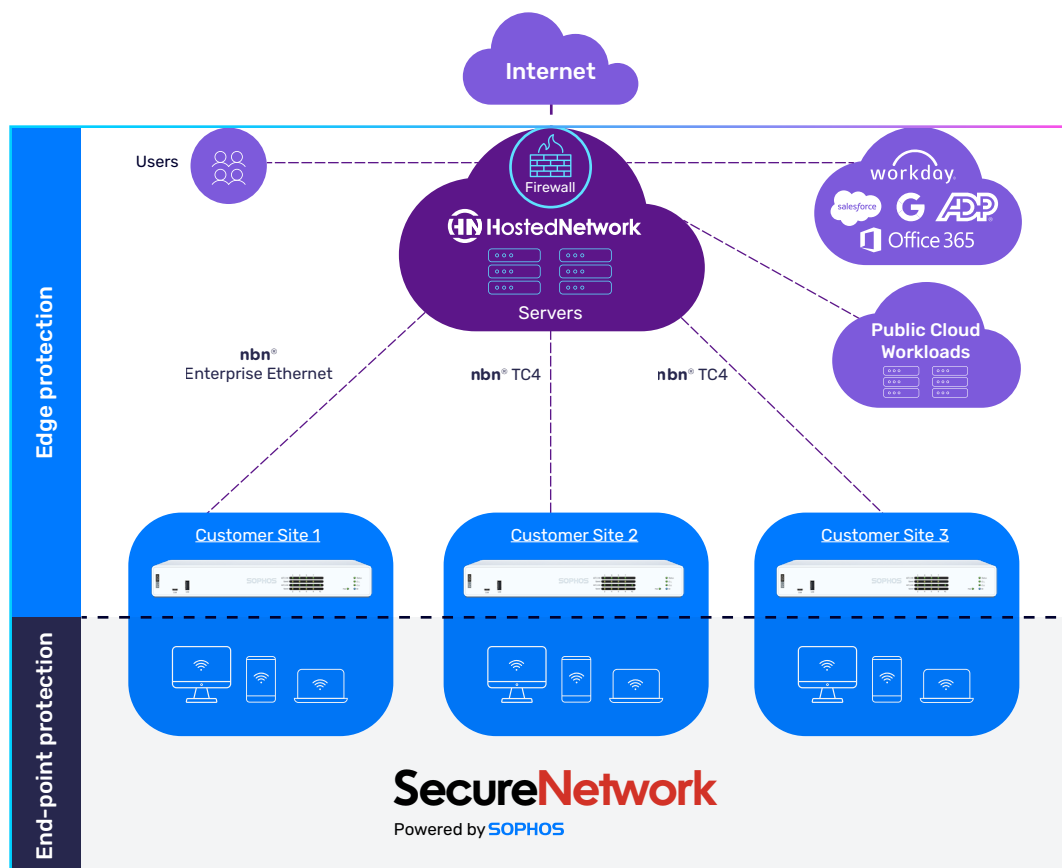 Internet
Users
Firewall
HN HostedNetwork
Servers
workday.
salesforce
G
ADP
Office 365
Public Cloud
Workloads
nbn®
Enterprise Ethernet
nbn® TC4
nbn® TC4
Edge protection
Customer Site 1
Customer Site 2
Customer Site 3
SOPHOS
SOPHOS
SOPHOS
End-point protection
SecureNetwork
Powered by SOPHOS